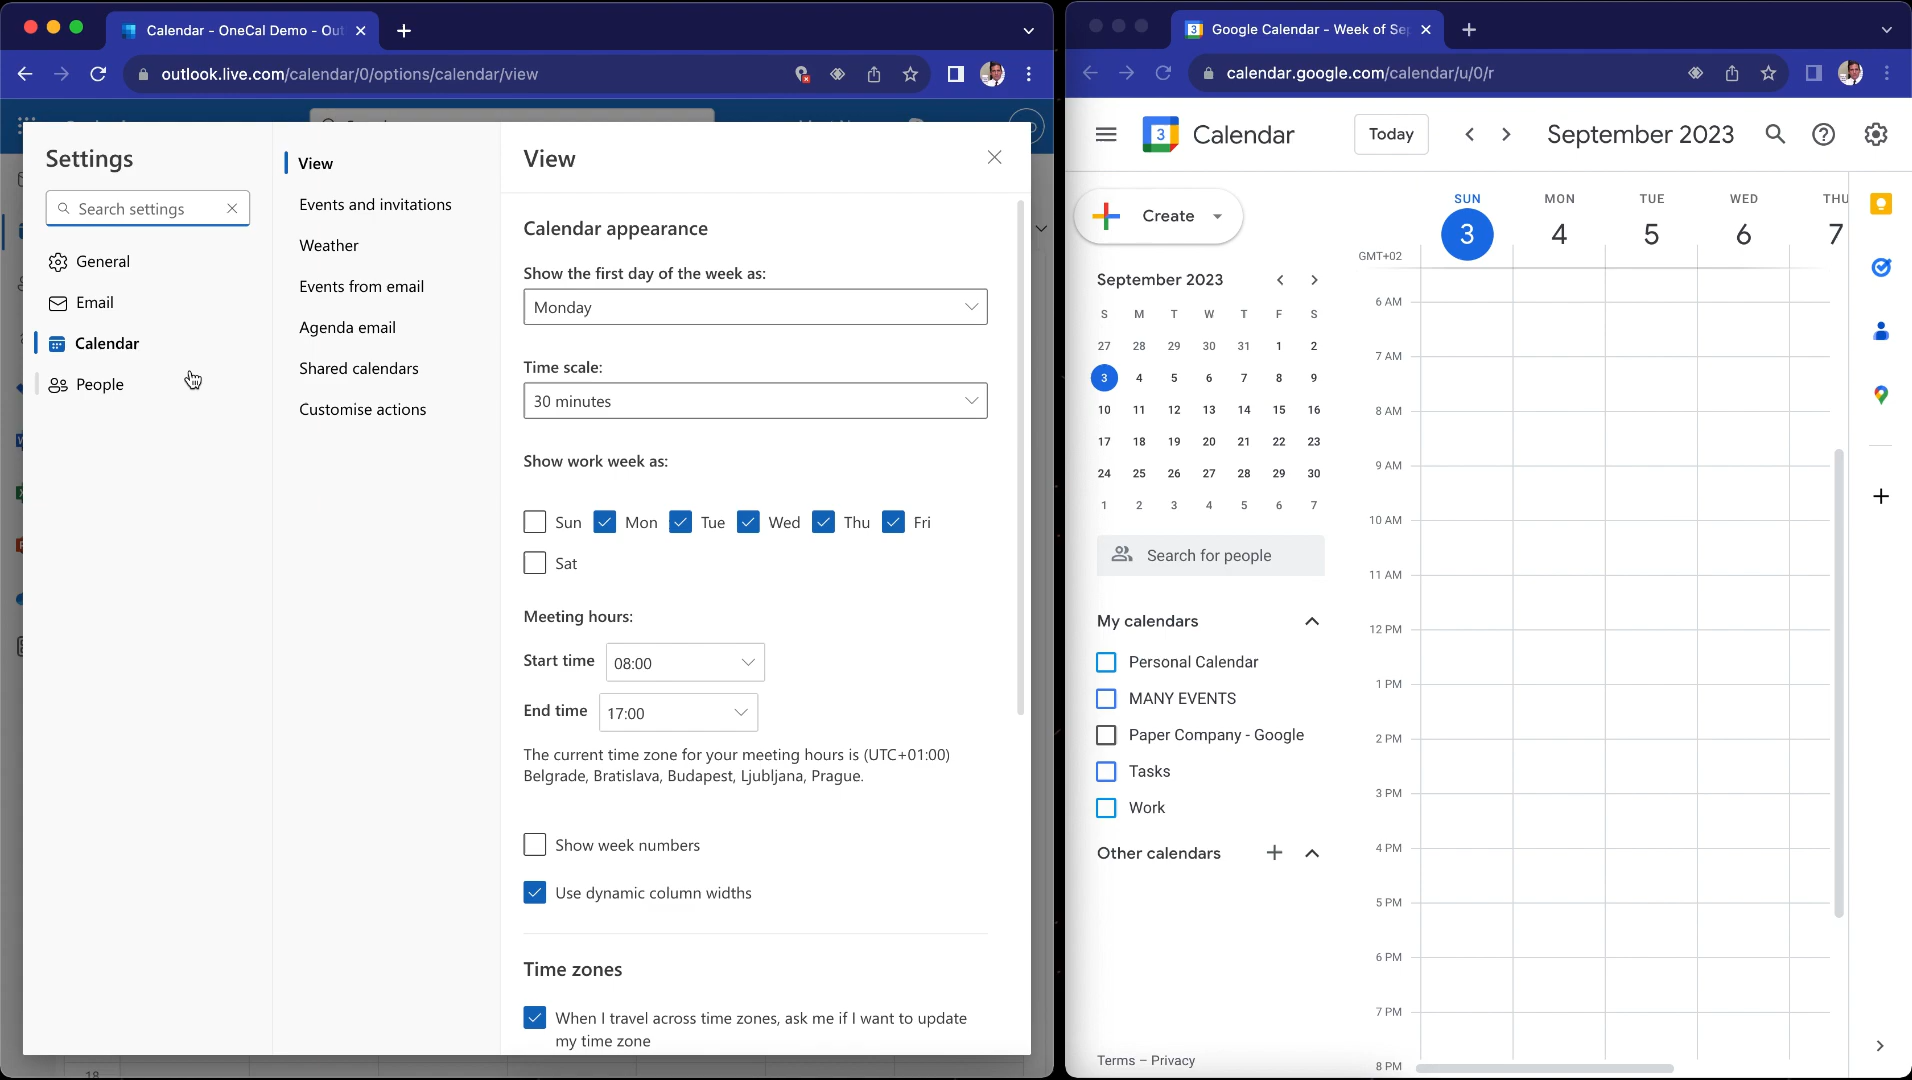 Calendar - OneCal Demo - Out
outlook.live.com/calendar/0/options/calendar/view
Settings
Search settings
General
Email
Calendar
People
View
Events and invitations
Weather
Events from email
Agenda email
Shared calendars
Customise actions
View
Calendar appearance
Show the first day of the week as:
Monday
Time scale:
30 minutes
Show work week as:
Sun Mon Tue Wed Thu Fri
Sat
Meeting hours:
Start time 08:00
End time 17:00
The current time zone for your meeting hours is (UTC+01:00)
Belgrade, Bratislava, Budapest, Ljubljana, Prague.
Show week numbers
Use dynamic column widths
Time zones
When I travel across time zones, ask me if I want to update
my time zone
18
Google Calendar - Week of Sep
calendar.google.com/calendar/u/0/r
3 Calendar Today September 2023
Create
September 2023
S M T W T F S
27 28 29 30 31 1 2
3 4 5 6 7 8 9
10 11 12 13 14 15 16
17 18 19 20 21 22 23
24 25 26 27 28 29 30
1 2 3 4 5 6 7
Search for people
My calendars
Personal Calendar
MANY EVENTS
Paper Company - Google
Tasks
Work
Other calendars
Terms – Privacy
SUN MON TUE WED THU
3 4 5 6 7
GMT+02
6 AM
7 AM
8 AM
9 AM
10 AM
11 AM
12 PM
1 PM
2 PM
3 PM
4 PM
5 PM
6 PM
7 PM
8 PM